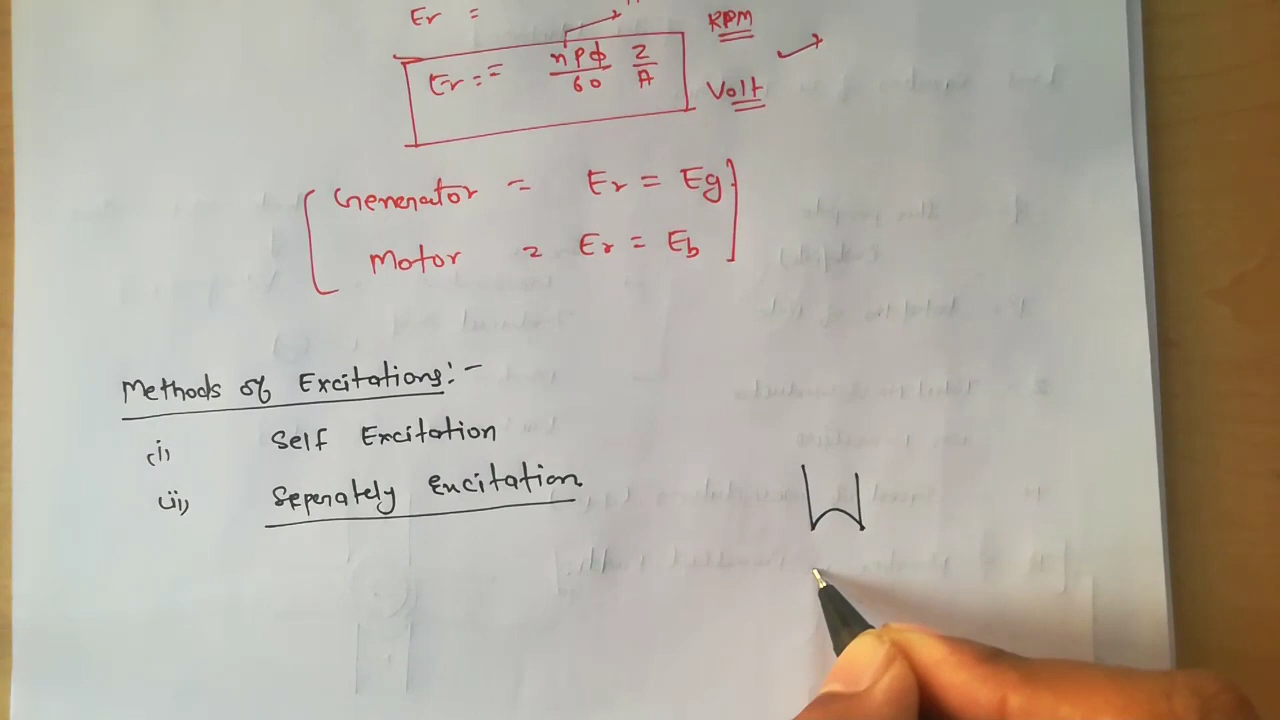 Er =
Er = = nPφ/60 Z/A RPM
Volt
Generator = Er = Eg
Motor = Er = Eb
Methods of Excitations:-
(i) Self Excitation
(ii) Seperately Excitation